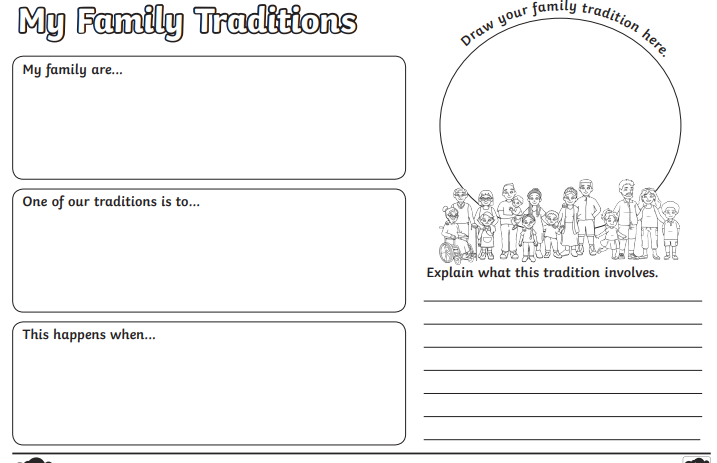 My Family Traditions
My family are...
One of our traditions is to...
This happens when...
Draw your family tradition here.
Explain what this tradition involves.